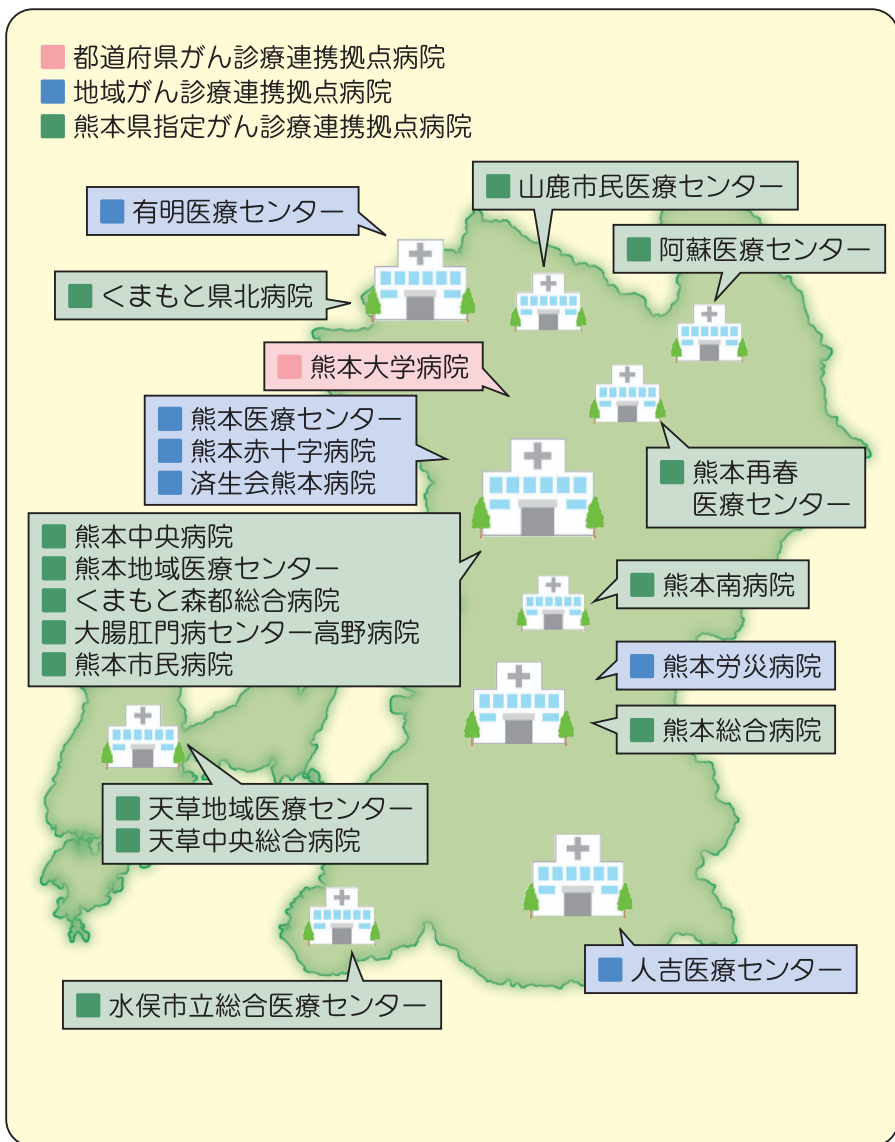 都道府県がん診療連携拠点病院
地域がん診療連携拠点病院
熊本県指定がん診療連携拠点病院
山鹿市民医療センター
有明医療センター
阿蘇医療センター
くまもと県北病院
熊本大学病院
熊本医療センター
熊本赤十字病院
済生会熊本病院
熊本再春
医療センター
熊本中央病院
熊本地域医療センター
くまもと森都総合病院
大腸肛門病センター高野病院
熊本市民病院
熊本南病院
熊本労災病院
熊本総合病院
天草地域医療センター
天草中央総合病院
人吉医療センター
水俣市立総合医療センター